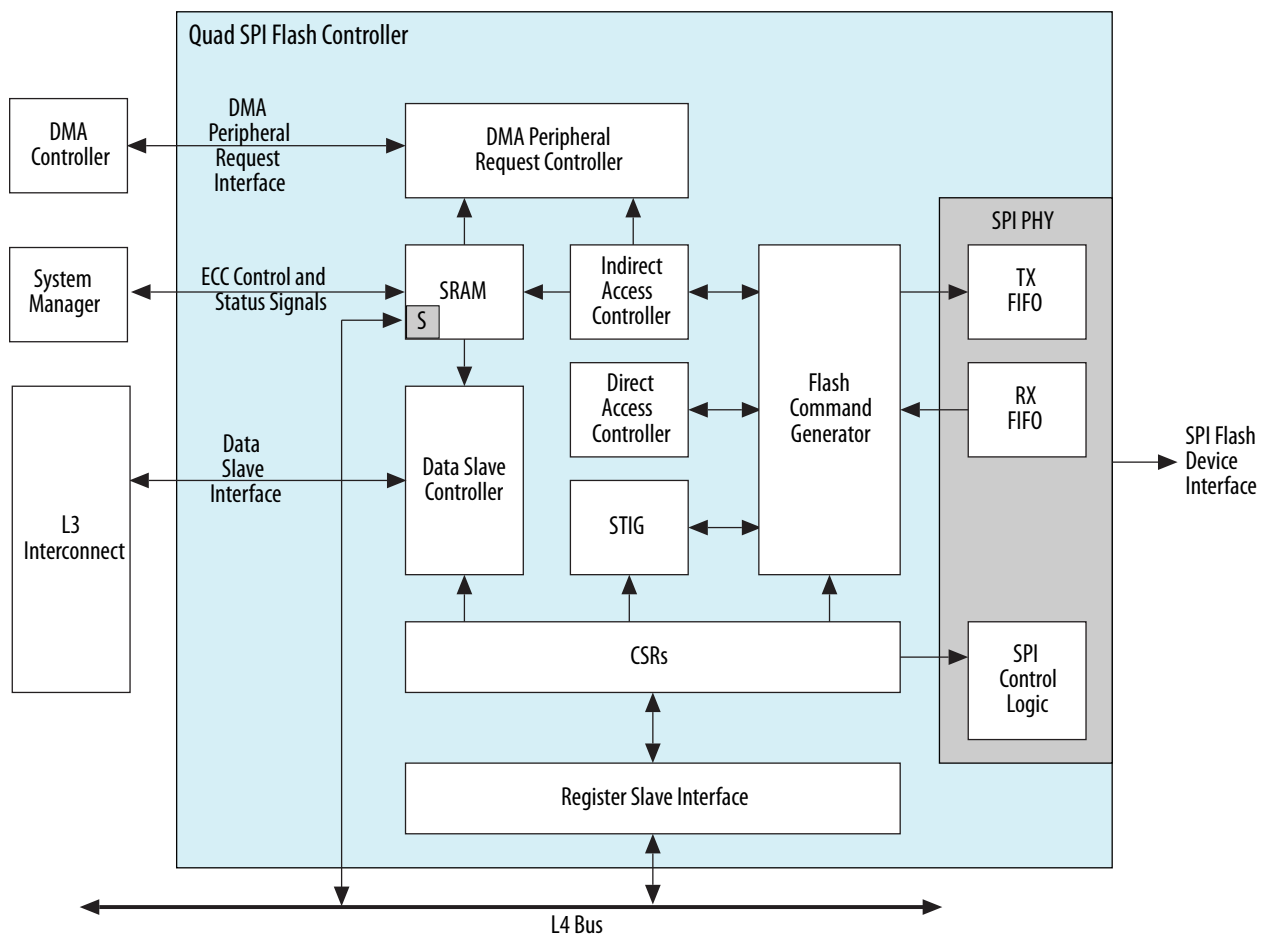 Quad SPI Flash Controller
DMA
Controller
DMA
Peripheral
Request
Interface
DMA Peripheral
Request Controller
SPI PHY
System
Manager
ECC Control and
Status Signals
SRAM
S
Indirect
Access
Controller
TX
FIFO
Direct
Access
Controller
Flash
Command
Generator
RX
FIFO
L3
Interconnect
Data
Slave
Interface
Data Slave
Controller
STIG
SPI Flash
Device
Interface
CSRs
SPI
Control
Logic
Register Slave Interface
L4 Bus